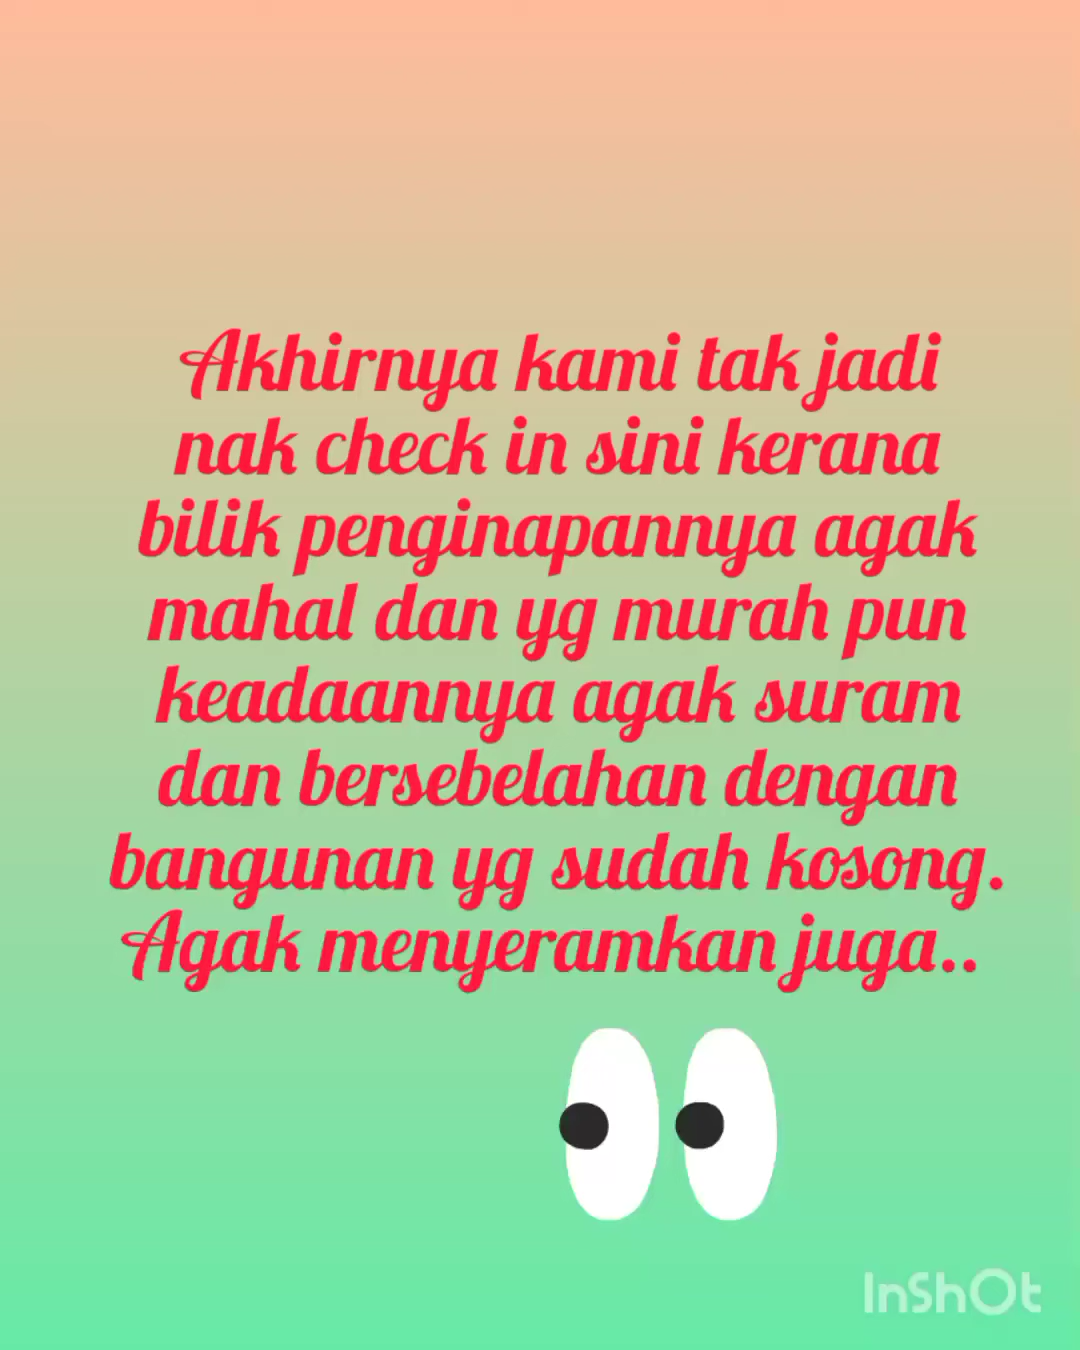 Akhirnya kami tak jadi
nak check in sini kerana
bilik penginapannya agak
mahal dan yg murah pun
keadaannya agak suram
dan bersebelahan dengan
bangunan yg sudah kosong.
Agak menyeramkan juga..
InShOt